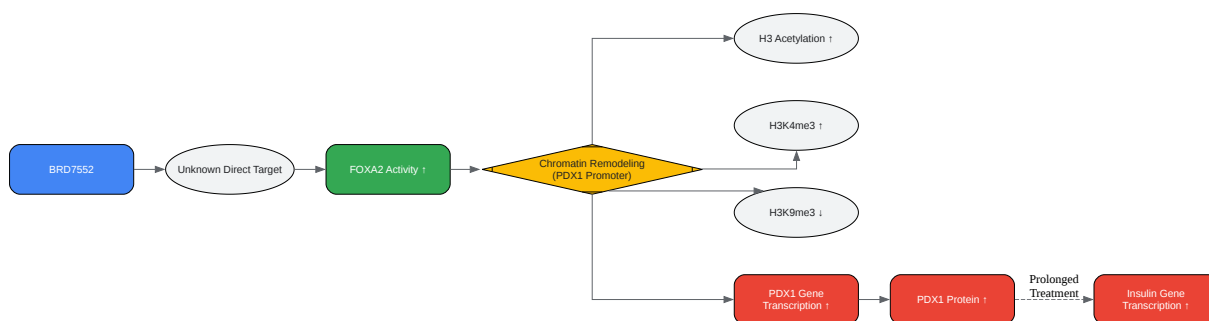 H3 Acetylation ↑
H3K4me3 ↑
BRD7552
Unknown Direct Target
FOXA2 Activity ↑
Chromatin Remodeling
(PDX1 Promoter)
H3K9me3 ↓
PDX1 Gene
Transcription ↑
PDX1 Protein ↑
Prolonged
Treatment
Insulin Gene
Transcription ↑